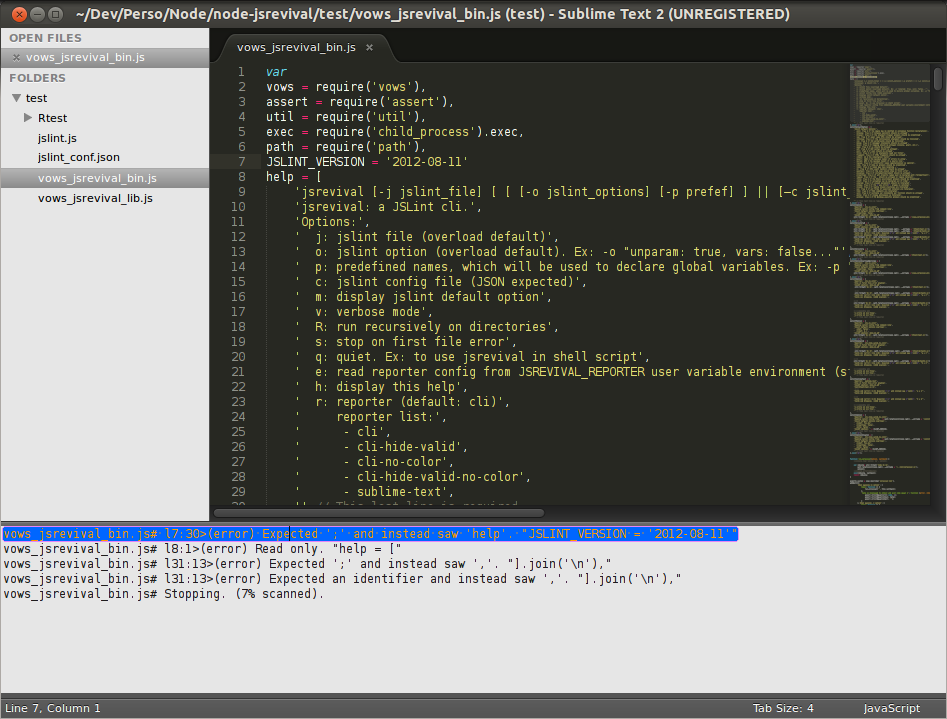 ~/Dev/Perso/Node/node-jsrevival/test/vows_jsrevival_bin.js (test) - Sublime Text 2 (UNREGISTERED)
OPEN FILES
vows_jsrevival_bin.js
FOLDERS
test
Rtest
jslint.js
jslint_conf.json
vows_jsrevival_bin.js
vows_jsrevival_lib.js
vows_jsrevival_bin.js
1 var
2 vows = require('vows'),
3 assert = require('assert'),
4 util = require('util'),
5 exec = require('child_process').exec,
6 path = require('path'),
7 JSLINT_VERSION = '2012-08-11'
8 help = [
9 'jsrevival [-j jslint_file] [ [ [-o jslint_options] [-p prefef] ] || [—c jslint_
10 'jsrevival: a JSLint cli.',
11 'Options:',
12 '  j: jslint file (overload default)',
13 '  o: jslint option (overload default). Ex: -o "unparam: true, vars: false..."'
14 '  p: predefined names, which will be used to declare global variables. Ex: -p
15 '  c: jslint config file (JSON expected)',
16 '  m: display jslint default option',
17 '  v: verbose mode',
18 '  R: run recursively on directories',
19 '  s: stop on first file error',
20 '  q: quiet. Ex: to use jsrevival in shell script',
21 '  e: read reporter config from JSREVIVAL_REPORTER user variable environment (s
22 '  h: display this help',
23 '  r: reporter (default: cli)',
24 '     reporter list:',
25 '      - cli',
26 '      - cli-hide-valid',
27 '      - cli-no-color',
28 '      - cli-hide-valid-no-color',
29 '      - sublime-text',
vows_jsrevival_bin.js# l7:30>(error) Expected ';' and instead saw 'help'. "JSLINT_VERSION = '2012-08-11'"
vows_jsrevival_bin.js# l8:1>(error) Read only. "help = ["
vows_jsrevival_bin.js# l31:13>(error) Expected ';' and instead saw ','. "].join('\n'),"
vows_jsrevival_bin.js# l31:13>(error) Expected an identifier and instead saw ','. "].join('\n'),"
vows_jsrevival_bin.js# Stopping. (7% scanned).
Line 7, Column 1
Tab Size: 4
JavaScript